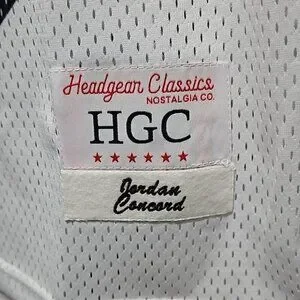 Headgear Classics
NOSTALGIA CO.
HGC
Jordan
Concord